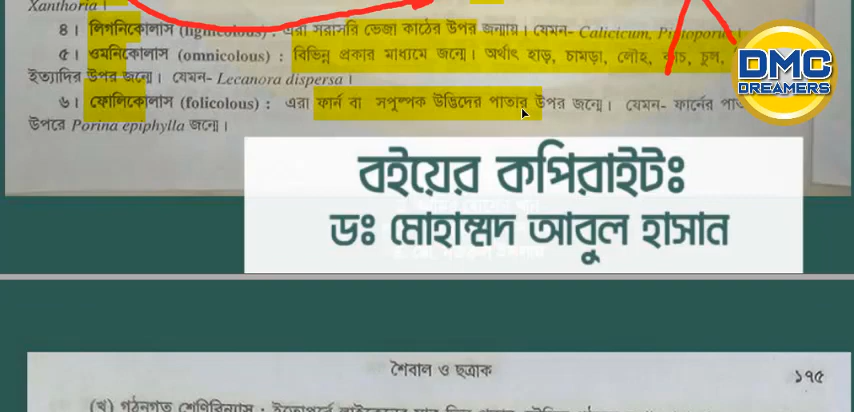 Xanthoria ।
৪। লিগনিকোলাস (lignicolous) : এরা সরাসরি ভেজা কাঠের উপর জন্মায়। যেমন- Calicicum,
৫। ওমনিকোলাস (omnicolous) : বিভিন্ন প্রকার মাধ্যমে জন্মে। অর্থাৎ হাড়, চামড়া, লৌহ, কাচ, চুল,
ইত্যাদির উপর জন্মে। যেমন- Lecanora dispersa ।
৬। ফোলিকোলাস (folicolous) : এরা ফার্ন বা সপুষ্পক উদ্ভিদের পাতার উপর জন্মে। যেমন- ফার্নের
উপরে Porina epiphylla জন্মে।
DMC
DREAMERS
বইয়ের কপিরাইটঃ
ডঃ মোহাম্মদ আবুল হাসান
শৈবাল ও ছত্রাক ১৭৫